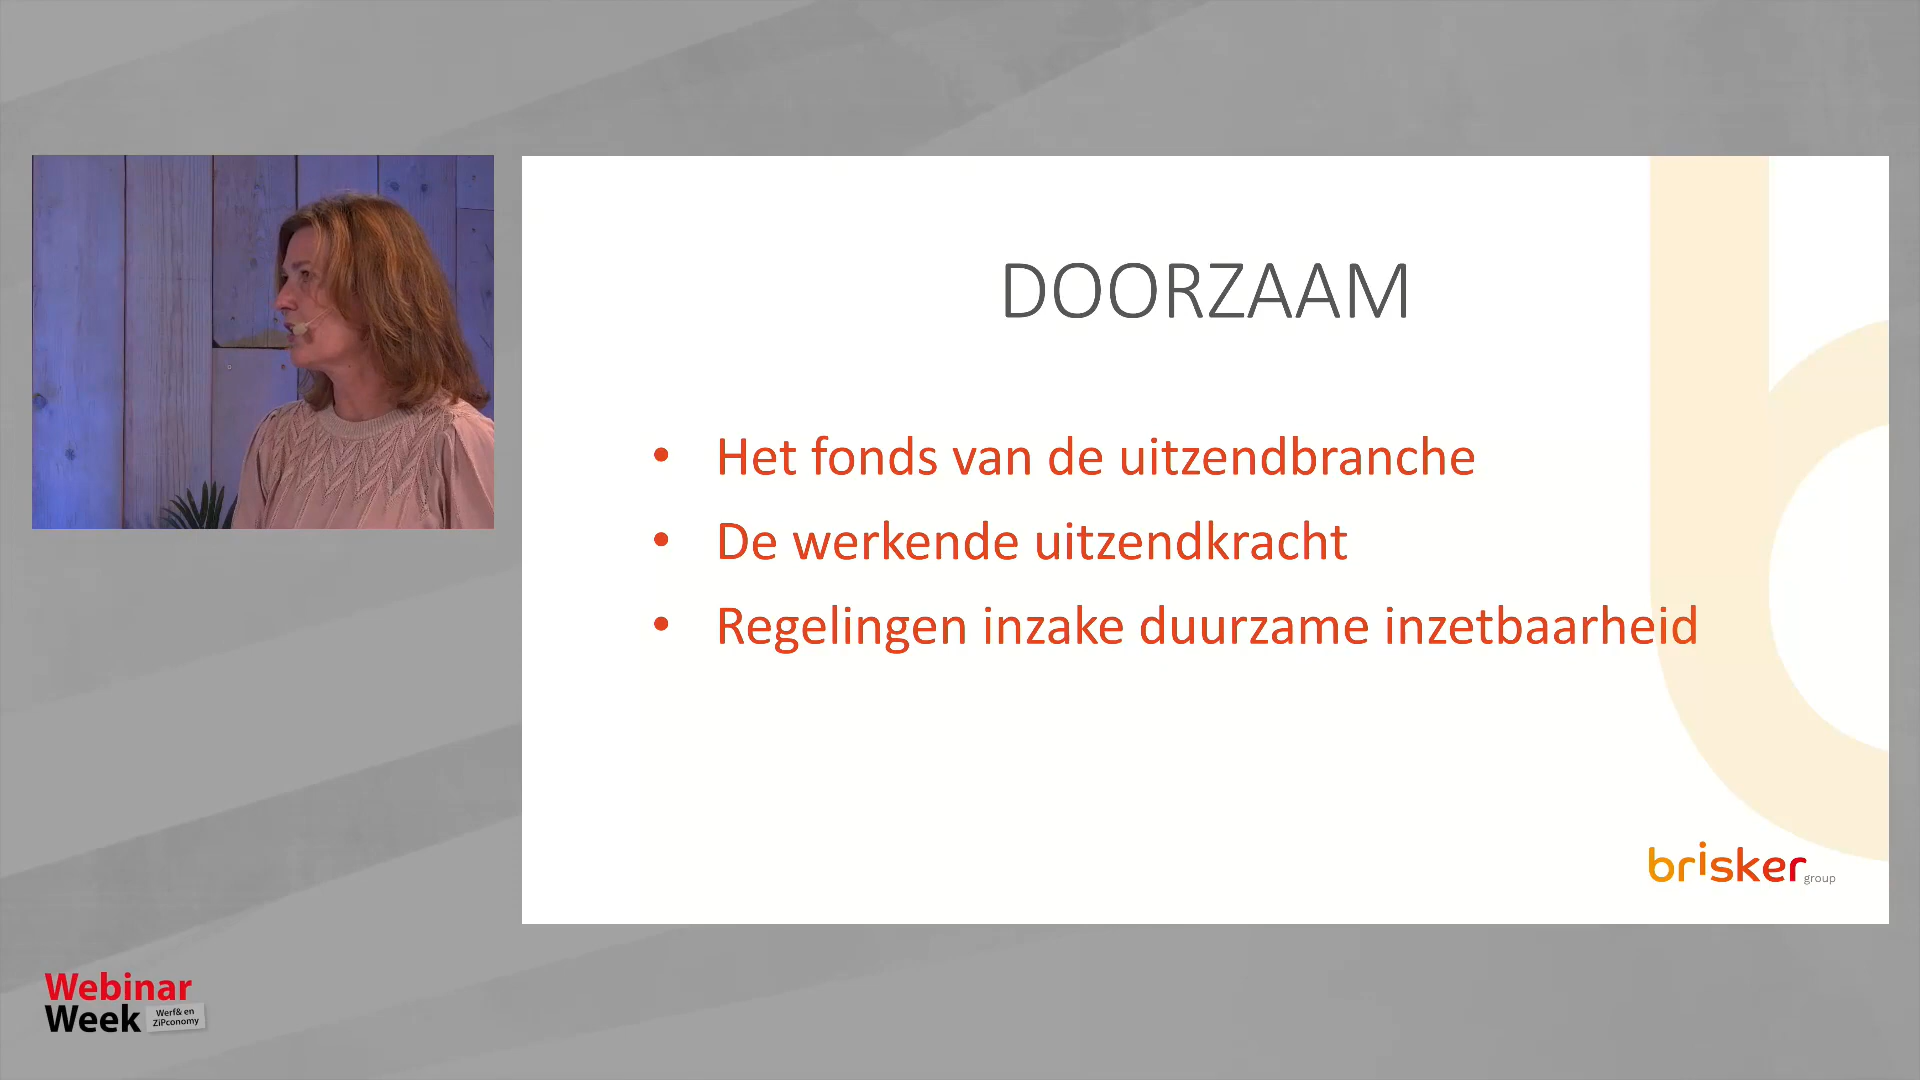 DOORZAAM
• Het fonds van de uitzendbranche
• De werkende uitzendkracht
• Regelingen inzake duurzame inzetbaarheid
brisker group
Webinar
Week
Werf& en
ZiPconomy